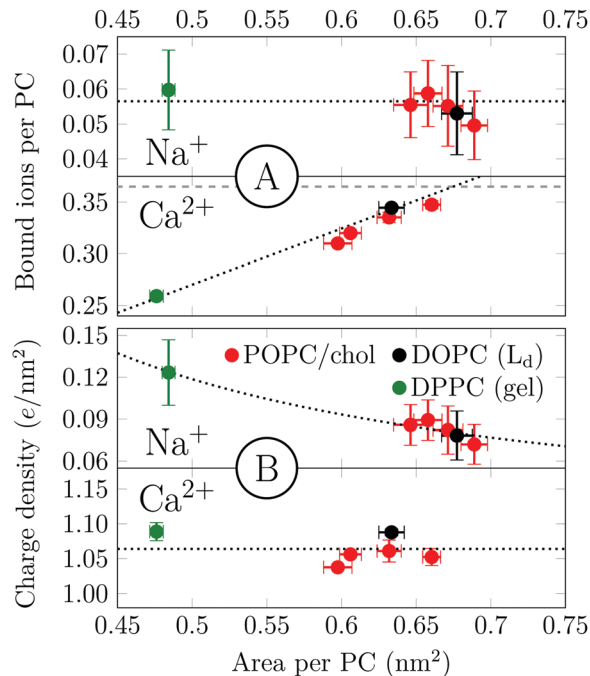 0.45 0.5 0.55 0.6 0.65 0.7 0.75
Bound ions per PC
0.07
0.06
0.05
0.04
Na⁺
A
0.35
0.30
0.25
Ca²⁺
Charge density (e/nm²)
0.15
0.12
0.09
0.06
POPC/chol
DOPC (L_d)
DPPC (gel)
Na⁺
B
Ca²⁺
1.10
1.05
1.00
0.45 0.5 0.55 0.6 0.65 0.7 0.75
Area per PC (nm²)